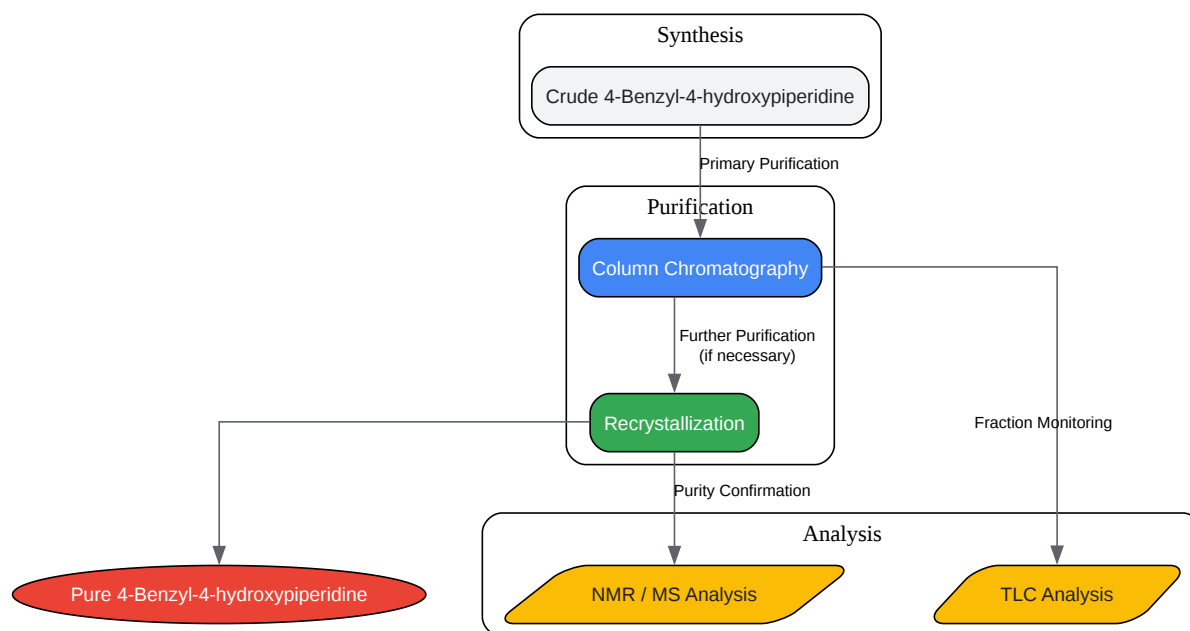 Synthesis
Crude 4-Benzyl-4-hydroxypiperidine
Primary Purification
Purification
Column Chromatography
Further Purification
(if necessary)
Recrystallization
Fraction Monitoring
Purity Confirmation
Analysis
Pure 4-Benzyl-4-hydroxypiperidine
NMR / MS Analysis
TLC Analysis